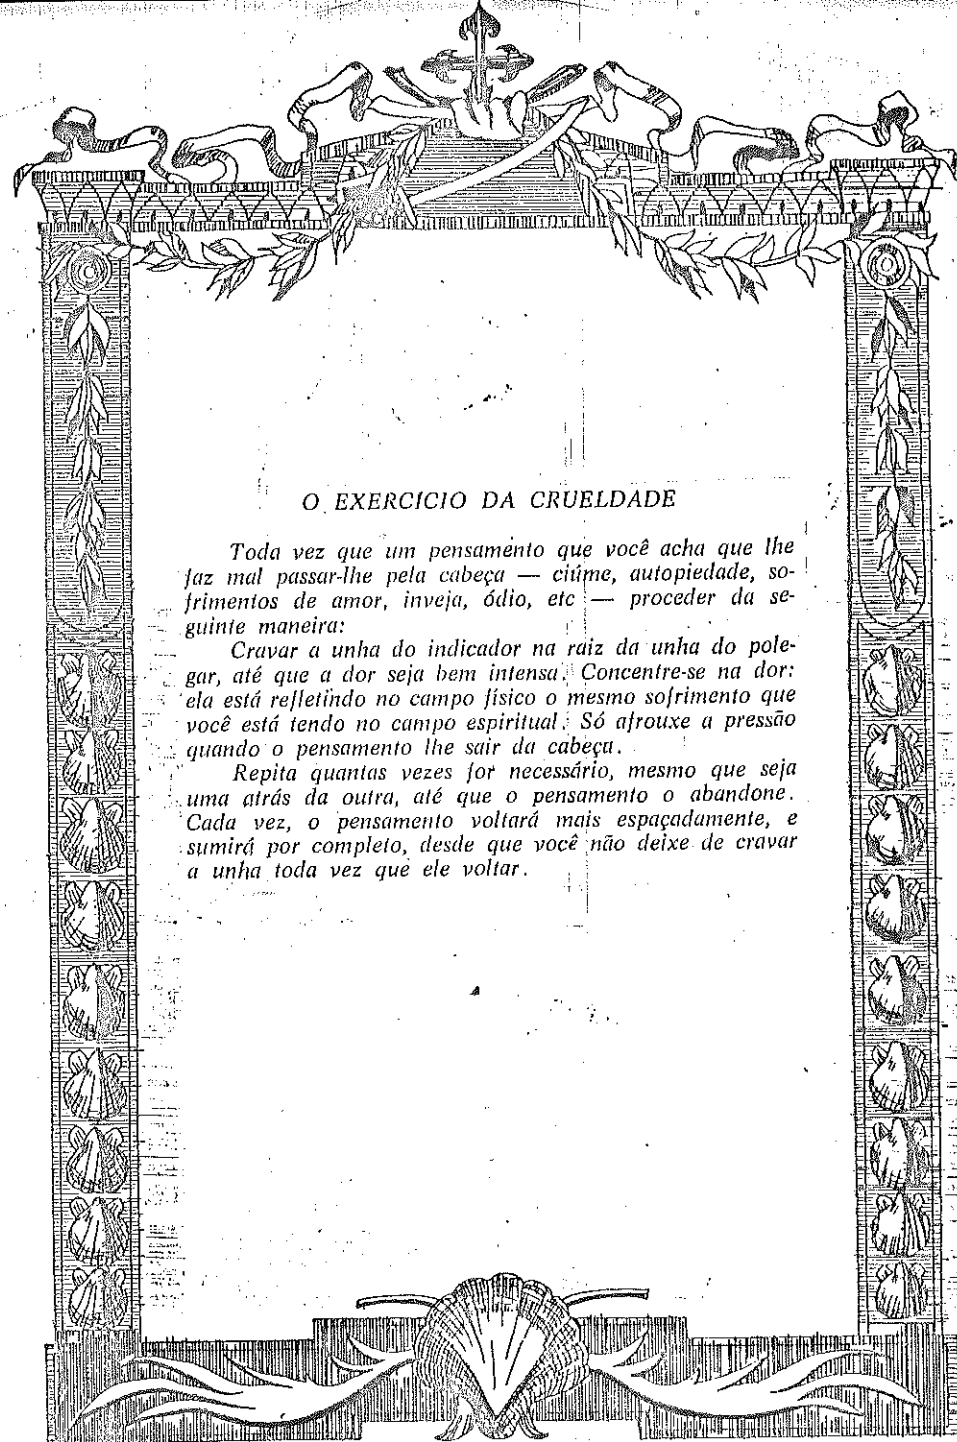 O EXERCICIO DA CRUELDADE
Toda vez que um pensamento que você acha que lhe
faz mal passar-lhe pela cabeça — ciúme, autopiedade, so-
frimentos de amor, inveja, ódio, etc — proceder da se-
guinte maneira:
Cravar a unha do indicador na raiz da unha do pole-
gar, até que a dor seja bem intensa. Concentre-se na dor:
ela está refletindo no campo físico o mesmo sofrimento que
você está tendo no campo espiritual. Só afrouxe a pressão
quando o pensamento lhe sair da cabeça.
Repita quantas vezes for necessário, mesmo que seja
uma atrás da outra, até que o pensamento o abandone.
Cada vez, o pensamento voltará mais espaçadamente, e
sumirá por completo, desde que você não deixe de cravar
a unha toda vez que ele voltar.